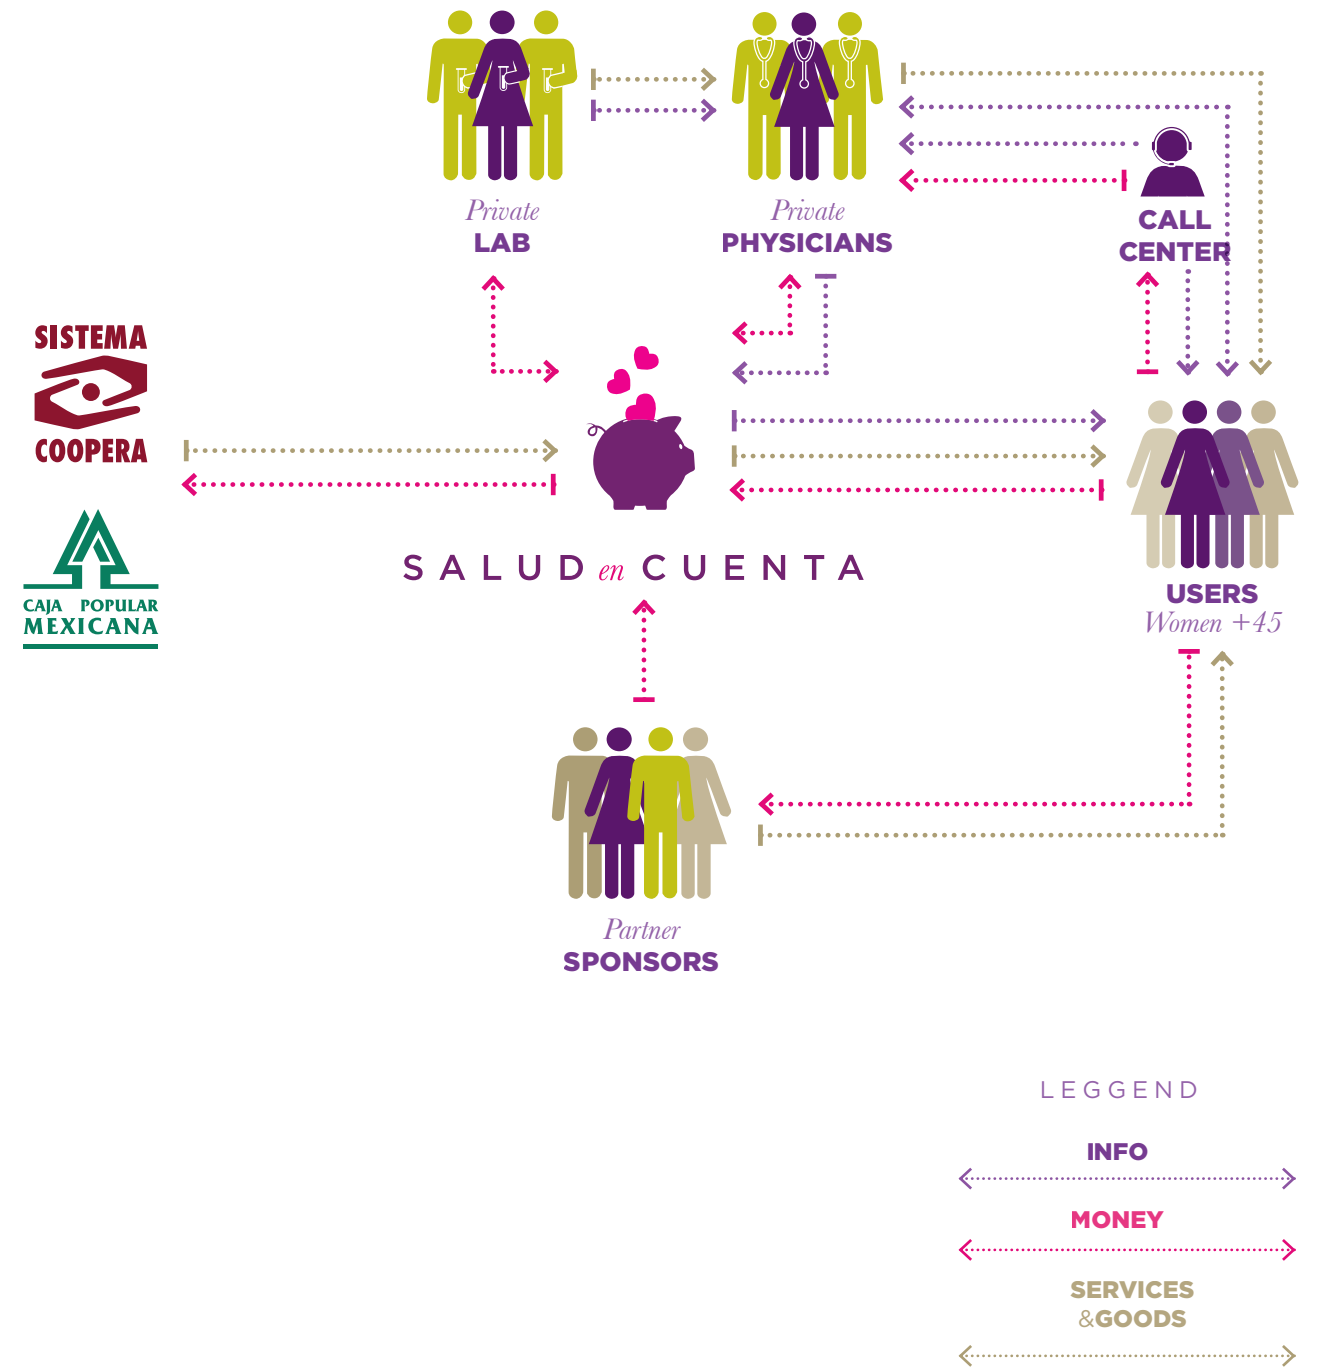 Private
LAB
Private
PHYSICIANS
CALL
CENTER
SISTEMA
COOPERA
CAJA POPULAR
MEXICANA
SALUD en CUENTA
USERS
Women +45
Partner
SPONSORS
LEGGEND
INFO
MONEY
SERVICES
&GOODS